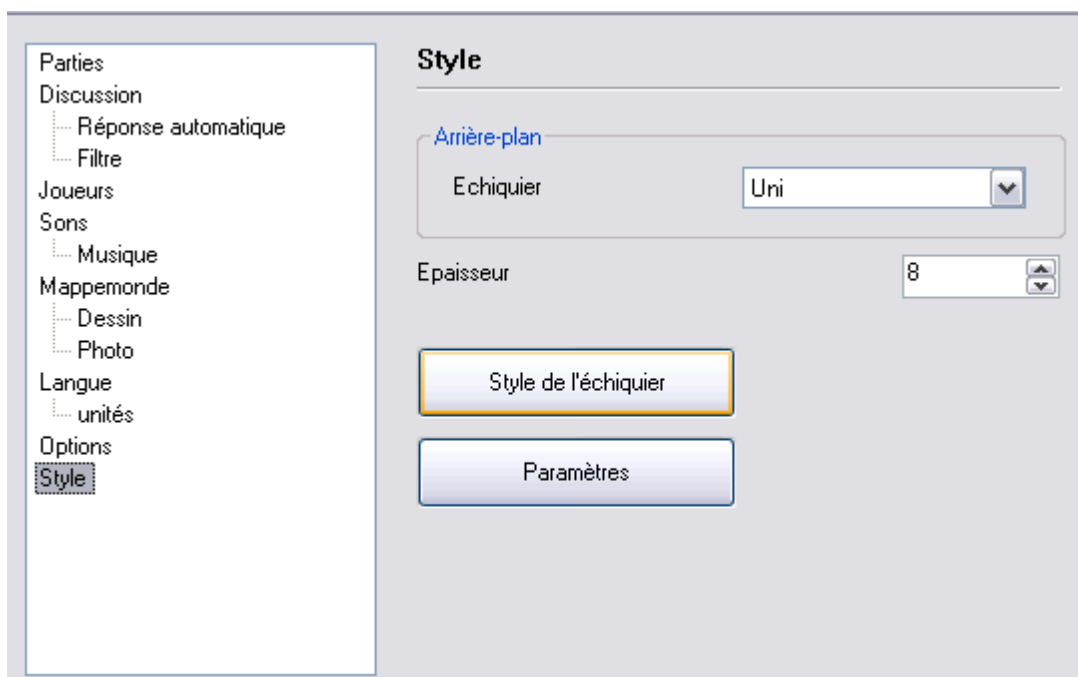 Parties
Discussion
Réponse automatique
Filtre
Joueurs
Sons
Musique
Mappemonde
Dessin
Photo
Langue
unités
Options
Style
Style
Arrière-plan
Echiquier
Uni
Epaisseur
8
Style de l'échiquier
Paramètres